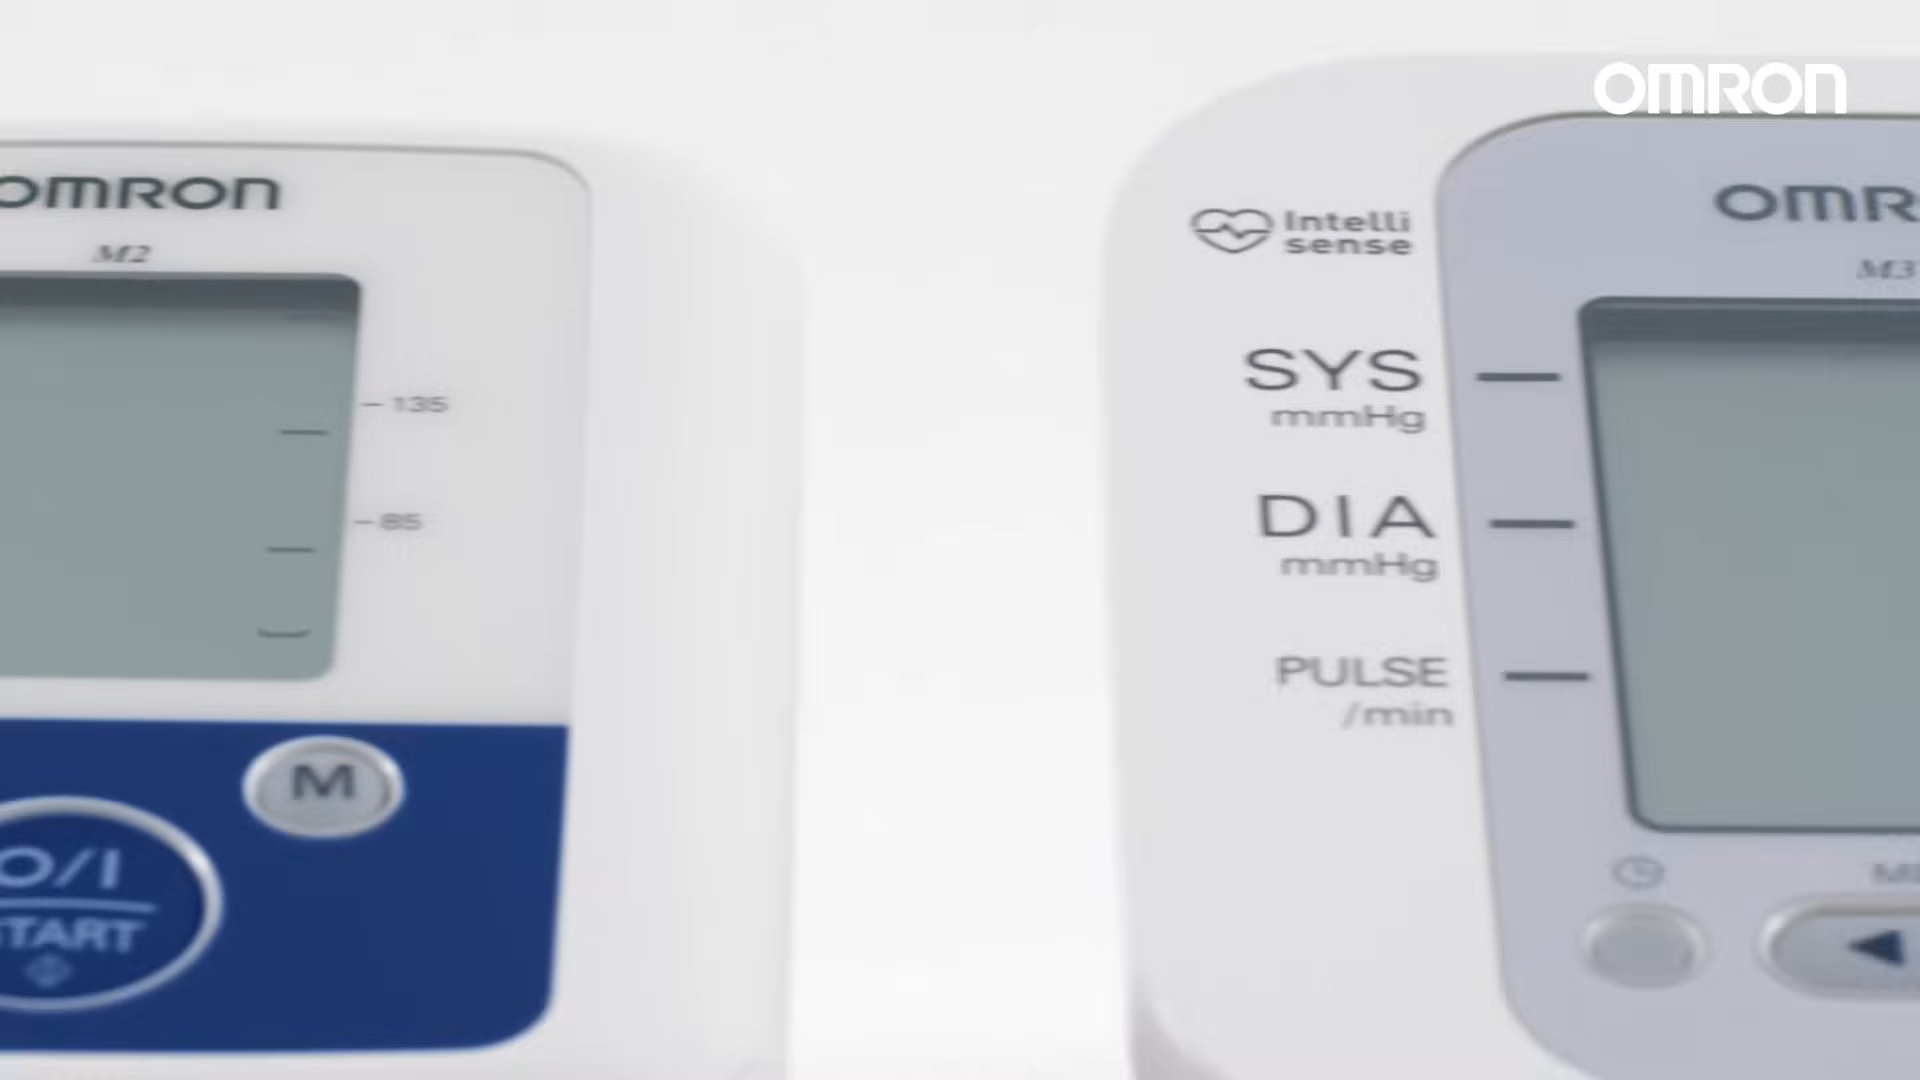 OMRON
OMRON
M2
135
85
M
O/I
START
Intelli
sense
OMR
M3
SYS
mmHg
DIA
mmHg
PULSE
/min